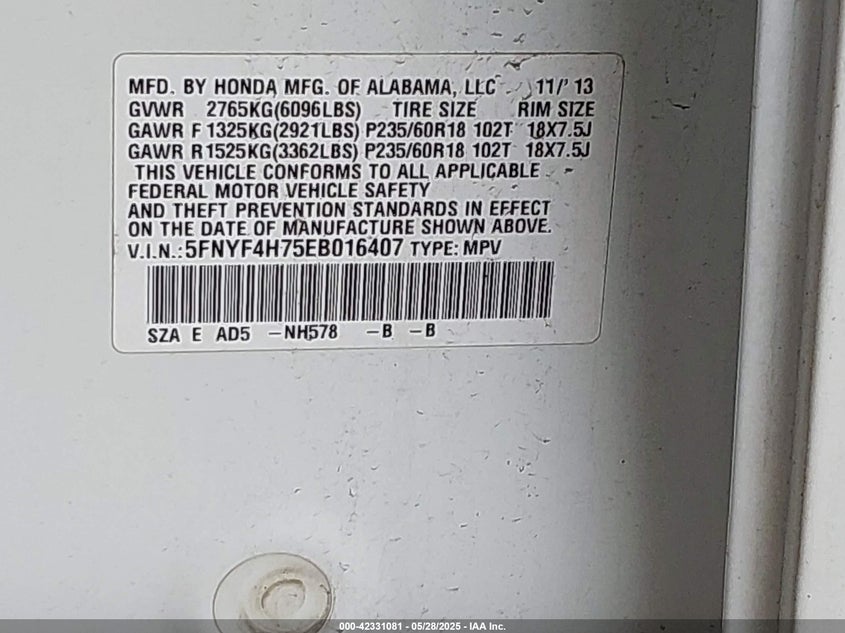 MFD. BY HONDA MFG. OF ALABAMA, LLC 11/'13
GVWR 2765KG(6096LBS) TIRE SIZE RIM SIZE
GAWR F 1325KG(2921LBS) P235/60R18 102T 18X7.5J
GAWR R1525KG(3362LBS) P235/60R18 102T 18X7.5J
THIS VEHICLE CONFORMS TO ALL APPLICABLE
FEDERAL MOTOR VEHICLE SAFETY
AND THEFT PREVENTION STANDARDS IN EFFECT
ON THE DATE OF MANUFACTURE SHOWN ABOVE.
V.I.N.:5FNYF4H75EB016407 TYPE: MPV
SZA E AD5 -NH578 -B -B
000-42331081 - 05/28/2025 - IAA Inc.